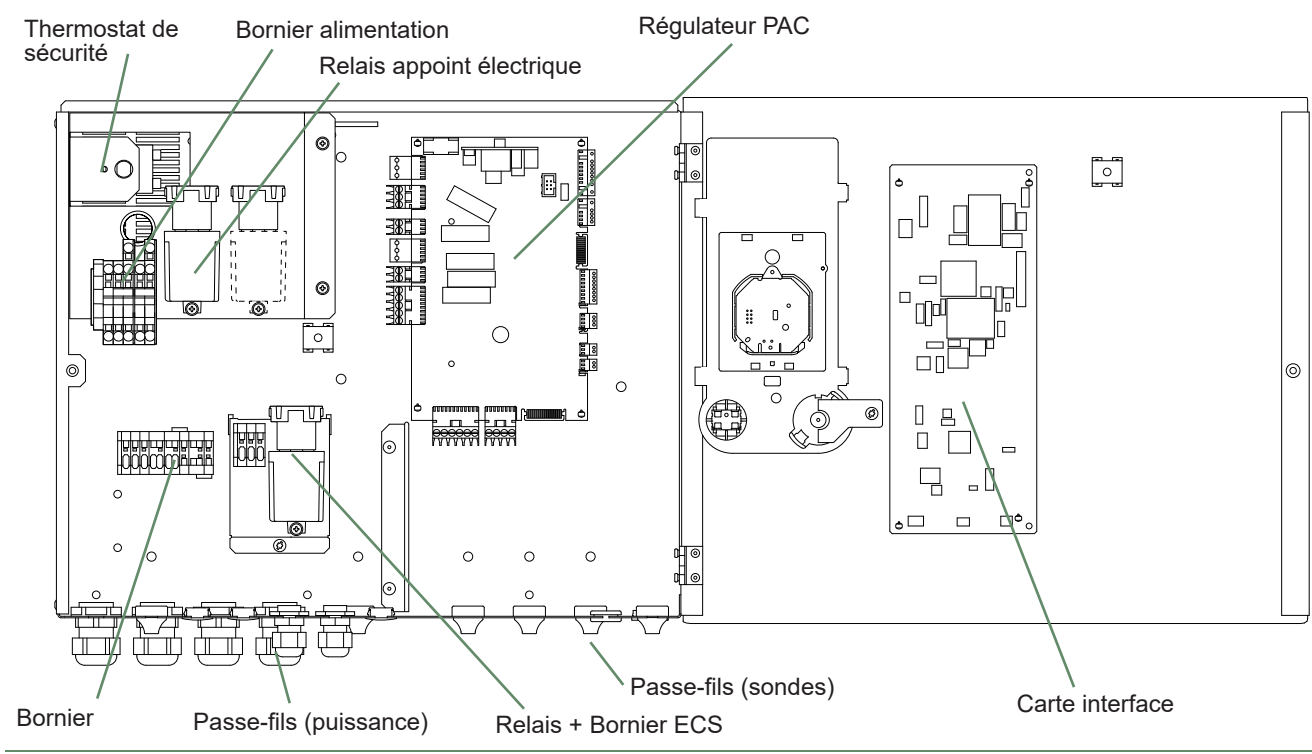 Thermostat de
sécurité
Bornier alimentation
Relais appoint électrique
Régulateur PAC
Bornier
Passe-fils (puissance)
Relais + Bornier ECS
Passe-fils (sondes)
Carte interface